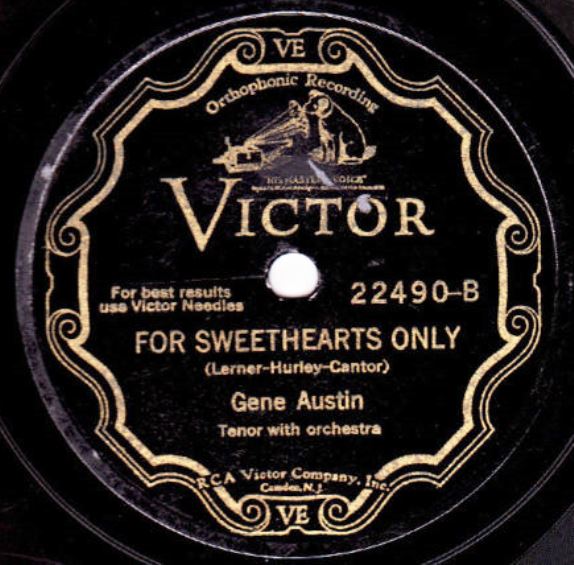 VE
Orthophonic Recording
"HIS MASTER'S VOICE"
VICTOR
For best results
use Victor Needles
22490-B
FOR SWEETHEARTS ONLY
(Lerner-Hurley-Cantor)
Gene Austin
Tenor with orchestra
RCA Victor Company, Inc.
Camden, N.J.
VE